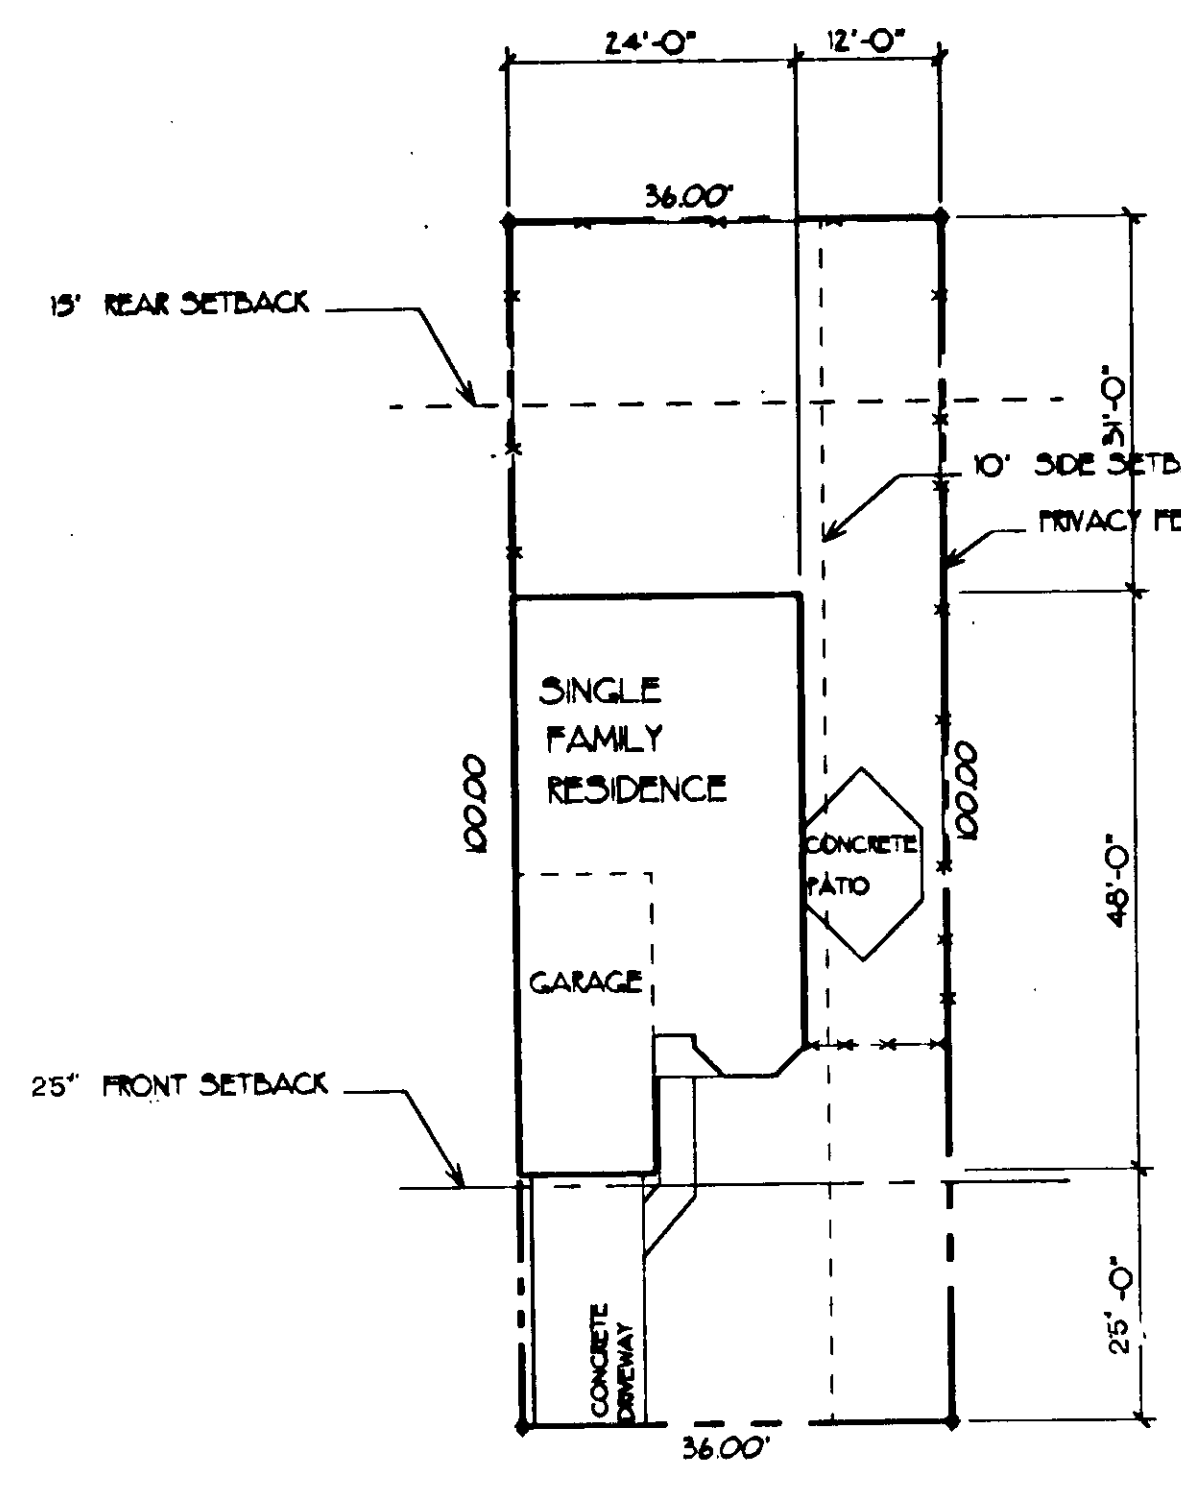 24'-0" 12'-0"
36.00'
15' REAR SETBACK
31'-0"
10' SIDE SETB
PRIVACY FE
SINGLE
FAMILY
RESIDENCE
100.00
100.00
CONCRETE
PATIO
48'-0"
GARAGE
25' FRONT SETBACK
25'-0"
CONCRETE
DRIVEWAY
36.00'